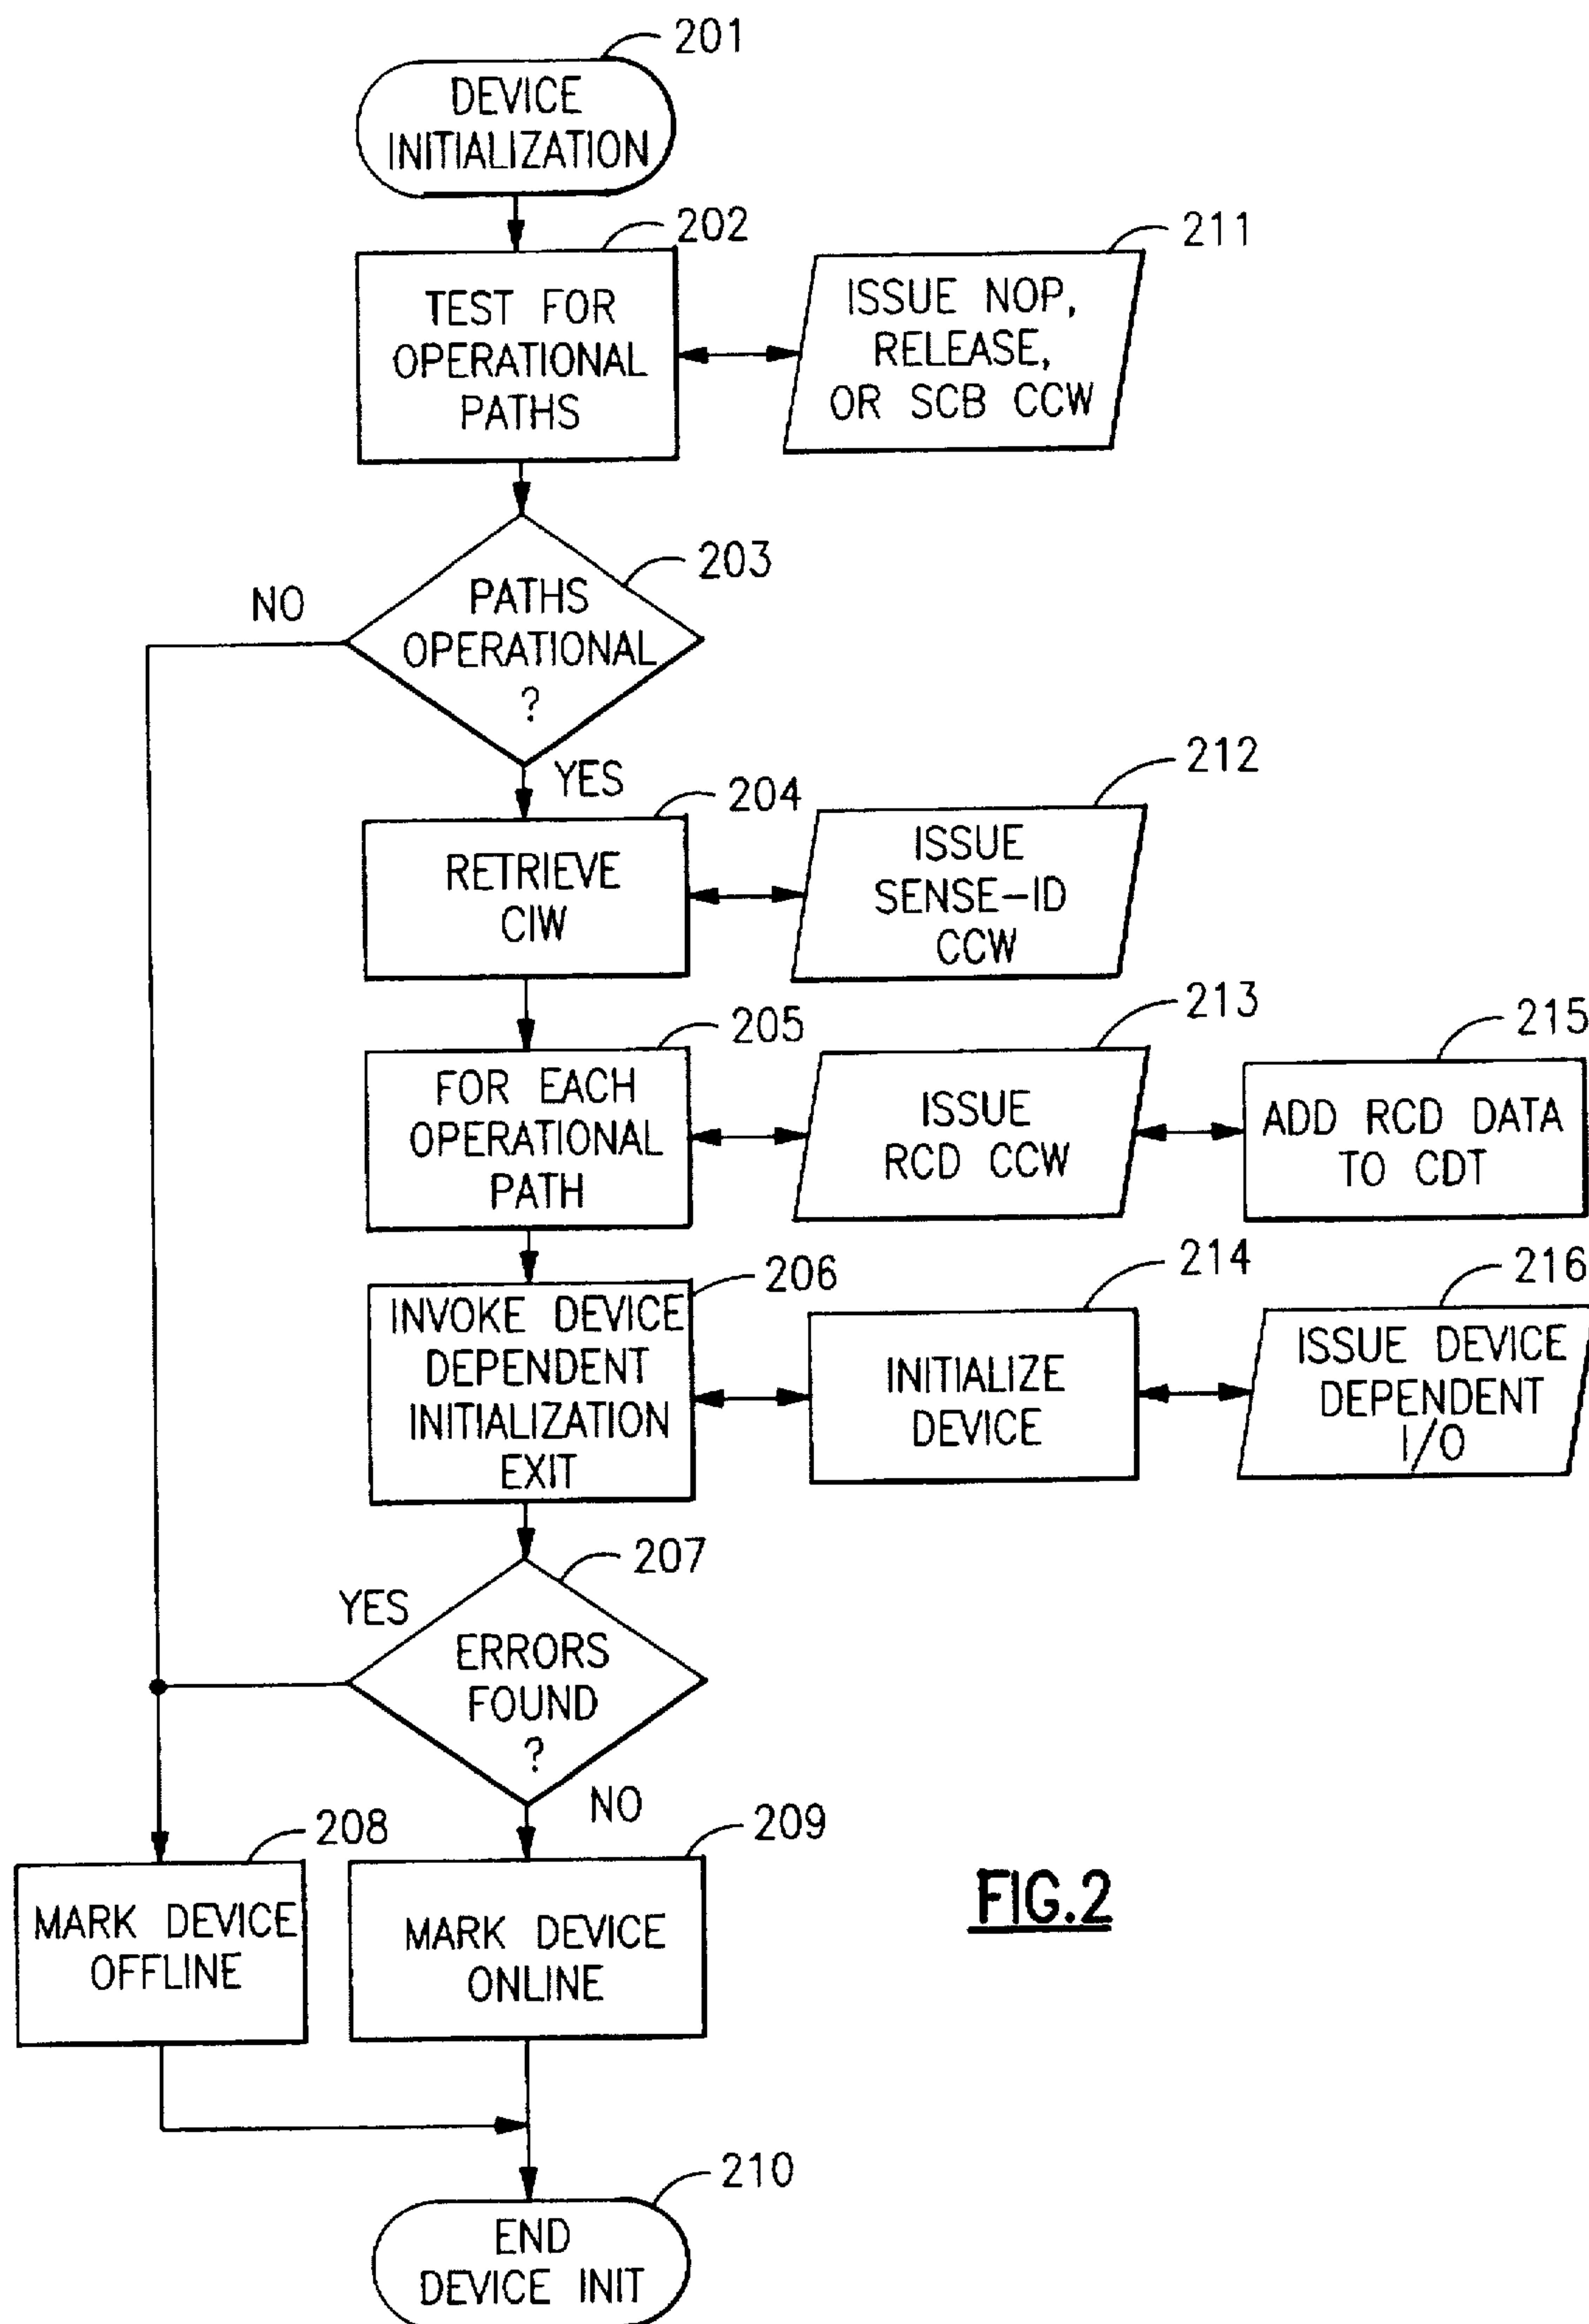 201
DEVICE
INITIALIZATION
202
TEST FOR
OPERATIONAL
PATHS
211
ISSUE NOP,
RELEASE,
OR SCB CCW
203
PATHS
OPERATIONAL
?
NO
YES
204
RETRIEVE
CIW
212
ISSUE
SENSE-ID
CCW
205
FOR EACH
OPERATIONAL
PATH
213
ISSUE
RCD CCW
215
ADD RCD DATA
TO CDT
206
INVOKE DEVICE
DEPENDENT
INITIALIZATION
EXIT
214
INITIALIZE
DEVICE
216
ISSUE DEVICE
DEPENDENT
I/O
207
YES
ERRORS
FOUND
?
NO
208
MARK DEVICE
OFFLINE
209
MARK DEVICE
ONLINE
FIG.2
210
END
DEVICE INIT